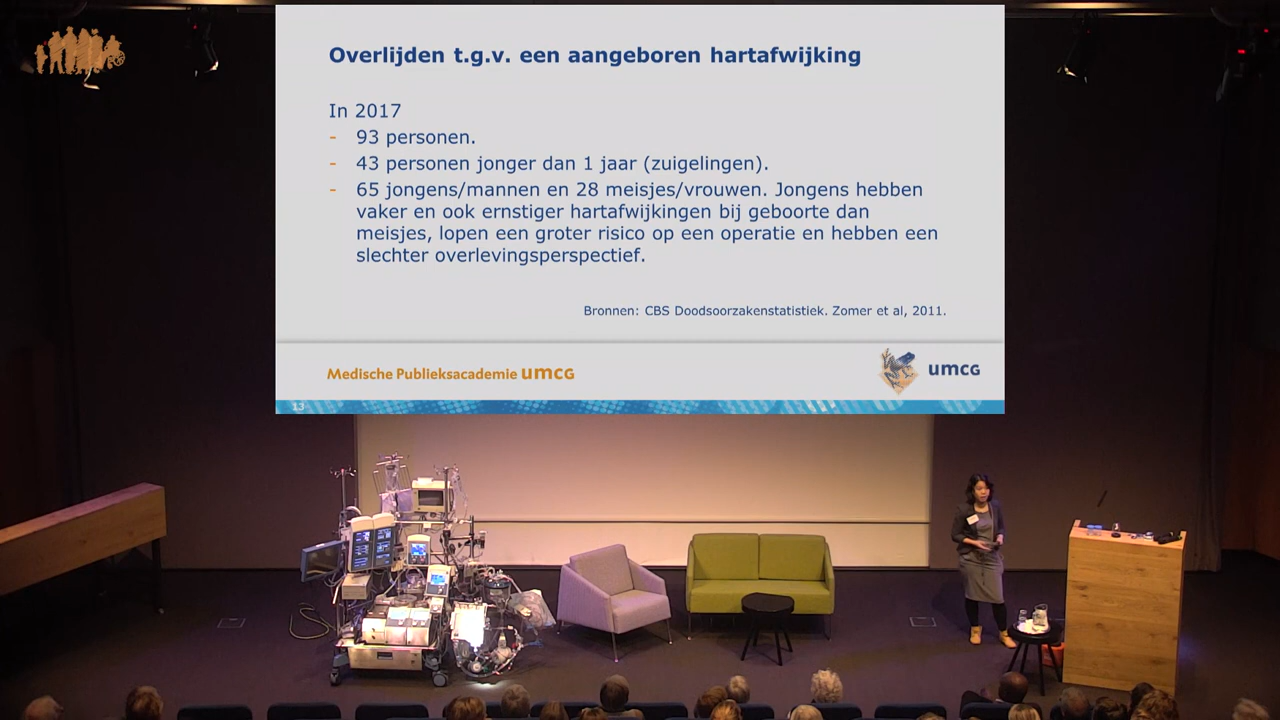 Overlijden t.g.v. een aangeboren hartafwijking
In 2017
- 93 personen.
- 43 personen jonger dan 1 jaar (zuigelingen).
- 65 jongens/mannen en 28 meisjes/vrouwen. Jongens hebben
vaker en ook ernstiger hartafwijkingen bij geboorte dan
meisjes, lopen een groter risico op een operatie en hebben een
slechter overlevingsperspectief.
Bronnen: CBS Doodsoorzakenstatistiek. Zomer et al, 2011.
Medische Publieksacademie umcg
umcg
13